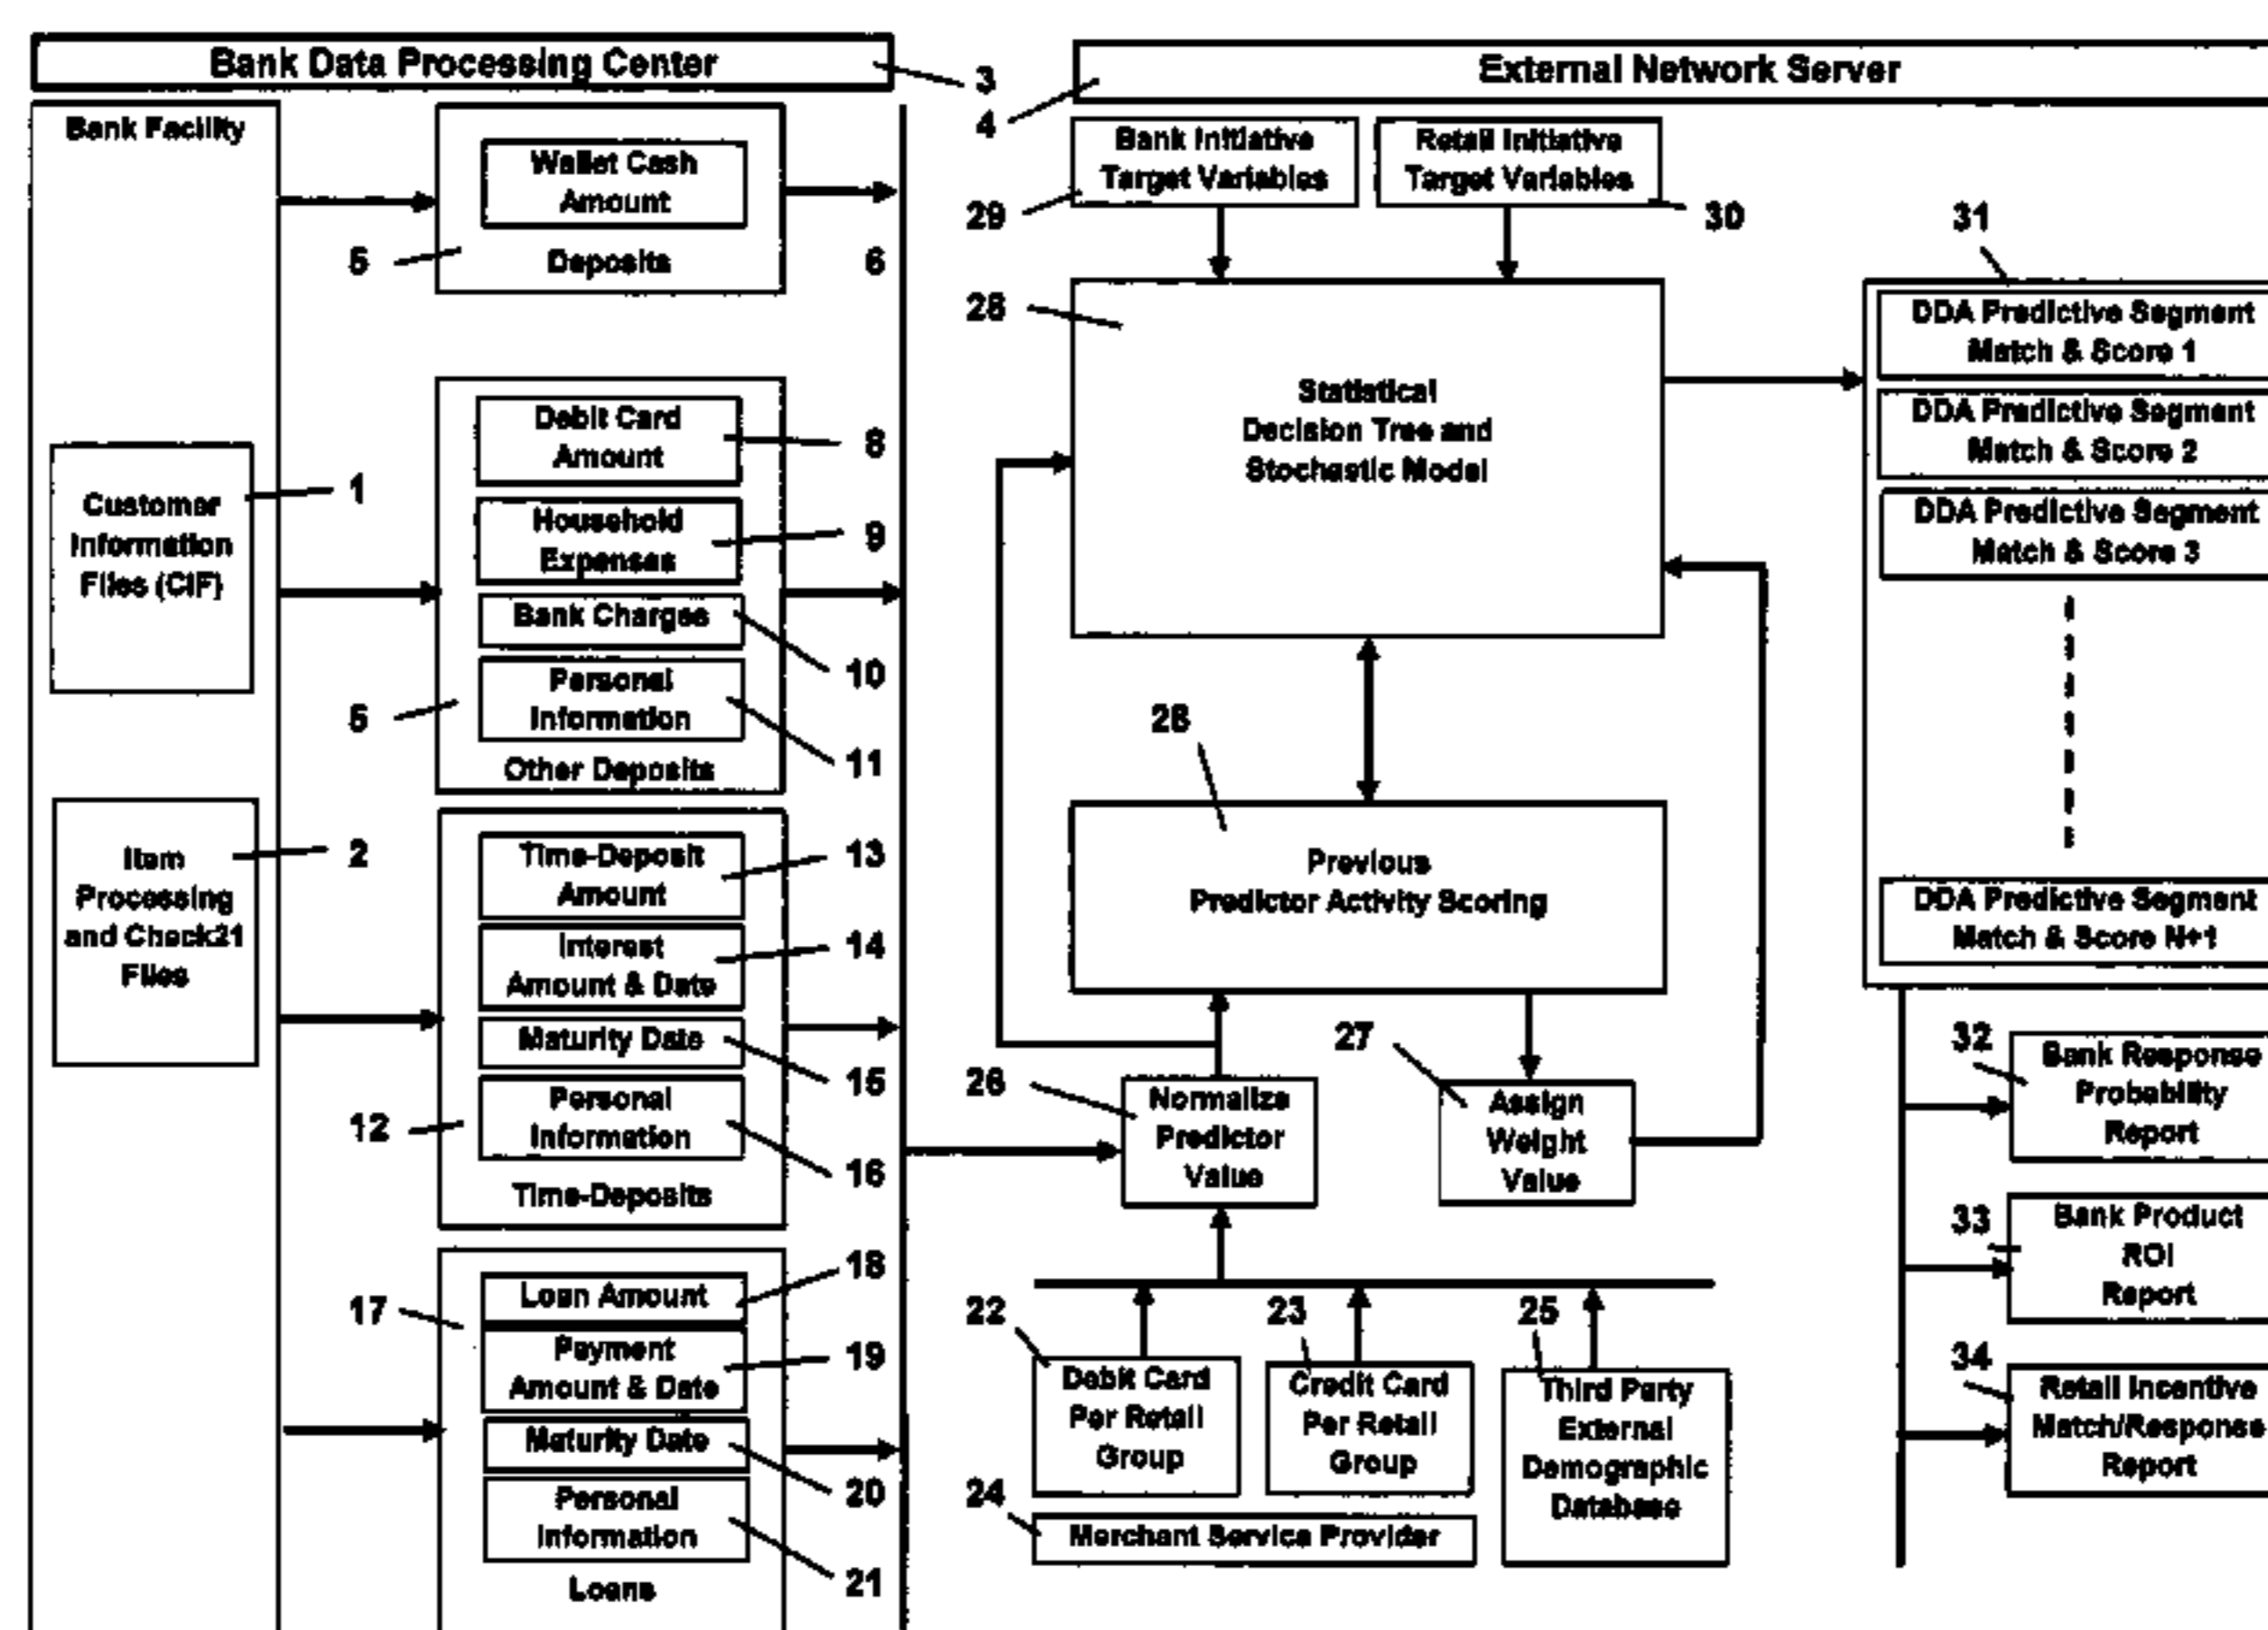 Bank Data Processing Center
3
Bank Facility
Customer
Information
Files (CIF)
1
Item
Processing
and Check21
Files
2
Wallet Cash
Amount
Deposits
5
6
Debit Card
Amount
8
Household
Expenses
9
Bank Charges
10
Personal
Information
11
Other Deposits
5
Time-Deposit
Amount
13
Interest
Amount & Date
14
Maturity Date
15
Personal
Information
16
Time-Deposits
12
Loan Amount
18
Payment
Amount & Date
19
Maturity Date
20
Personal
Information
21
Loans
17
External Network Server
4
Bank Initiative
Target Variables
29
Retail Initiative
Target Variables
30
Statistical
Decision Tree and
Stochastic Model
28
Previous
Predictor Activity Scoring
Normalize
Predictor
Value
26
Assign
Weight
Value
27
Debit Card
Per Retail
Group
22
Credit Card
Per Retail
Group
23
Third Party
External
Demographic
Database
25
Merchant Service Provider
24
31
DDA Predictive Segment
Match & Score 1
DDA Predictive Segment
Match & Score 2
DDA Predictive Segment
Match & Score 3
DDA Predictive Segment
Match & Score N+1
Bank Response
Probability
Report
32
Bank Product
ROI
Report
33
Retail Incentive
Match/Response
Report
34